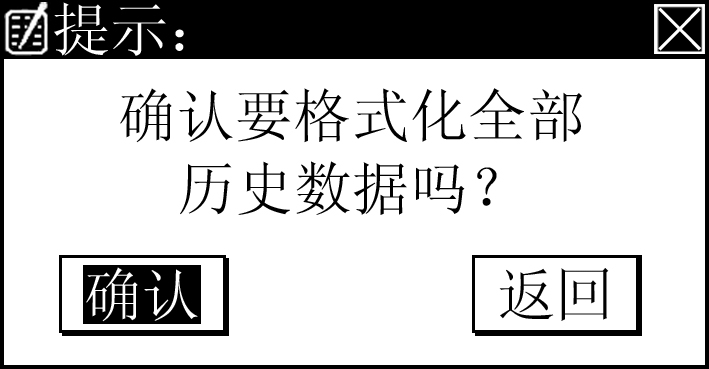 提示：
确认要格式化全部
历史数据吗？
确认
返回